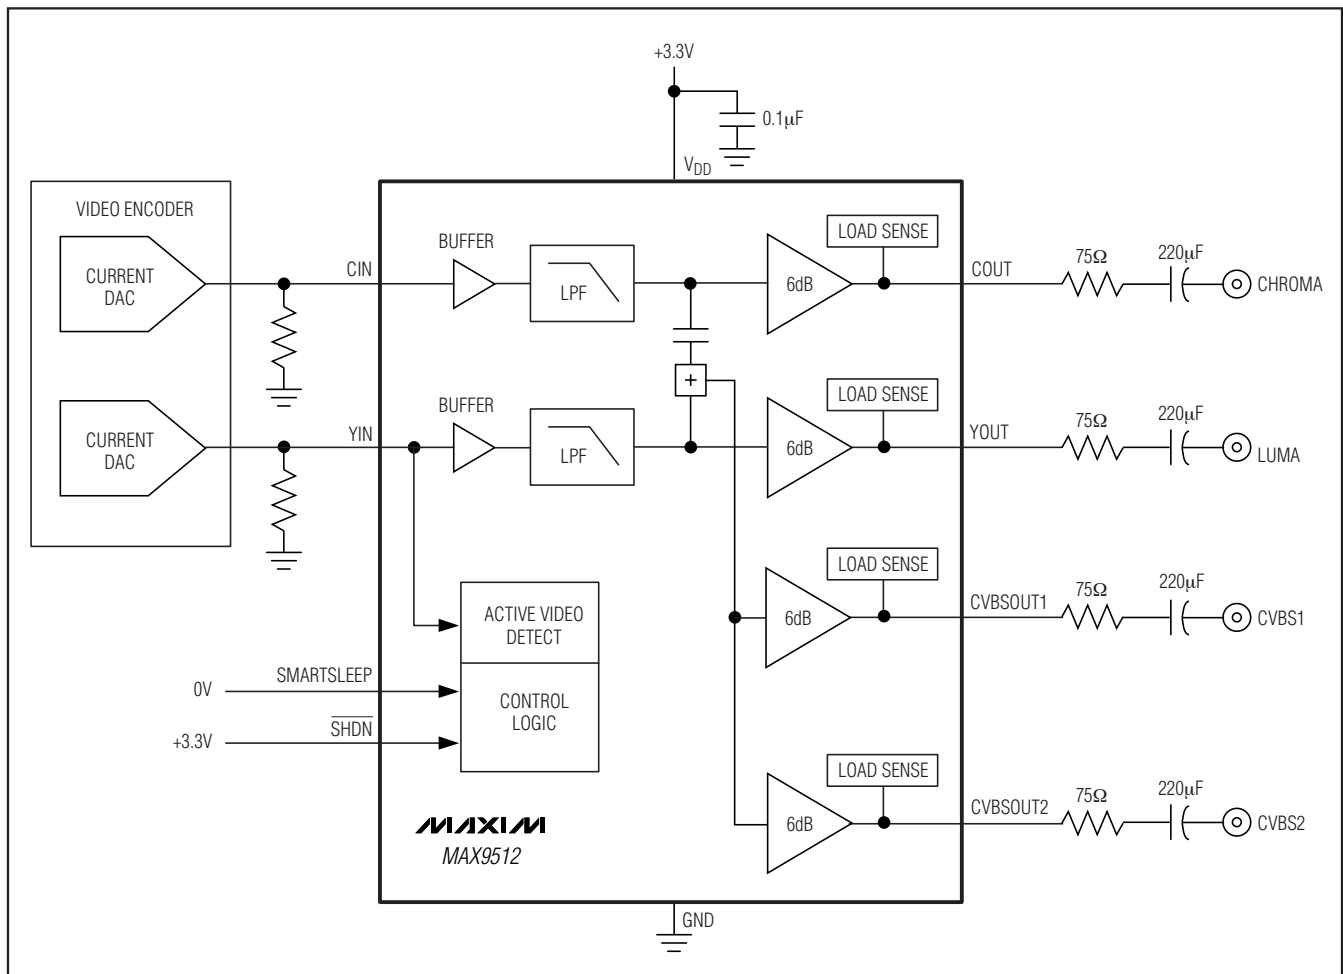 +3.3V
0.1μF
VDD
VIDEO ENCODER
CURRENT
DAC
CIN
BUFFER
LPF
6dB
LOAD SENSE
COUT
75Ω
220μF
CHROMA
+
CURRENT
DAC
YIN
BUFFER
LPF
6dB
LOAD SENSE
YOUT
75Ω
220μF
LUMA
ACTIVE VIDEO
DETECT
CONTROL
LOGIC
0V
SMARTSLEEP
+3.3V
SHDN
6dB
LOAD SENSE
CVBSOUT1
75Ω
220μF
CVBS1
6dB
LOAD SENSE
CVBSOUT2
75Ω
220μF
CVBS2
MAXIM
MAX9512
GND